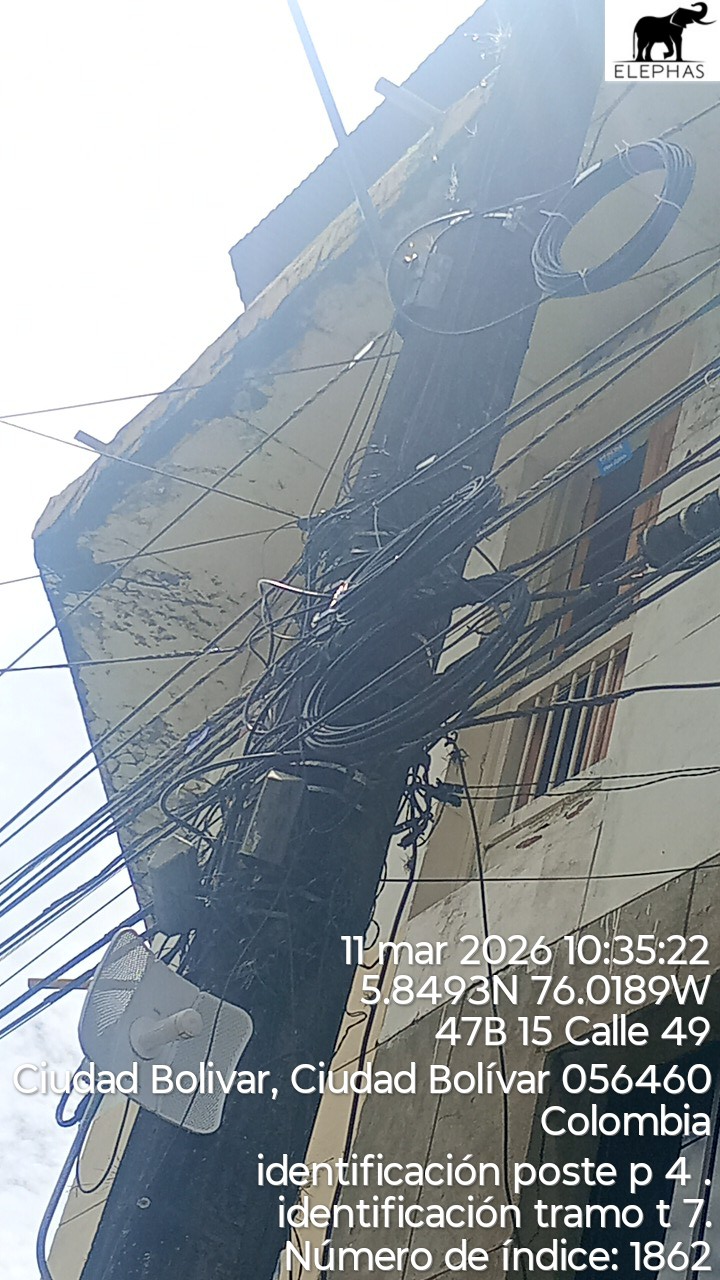 ELEPHAS
11 mar 2026 10:35:22
5.8493N 76.0189W
47B 15 Calle 49
Ciudad Bolivar, Ciudad Bolívar 056460
Colombia
identificación poste p 4 .
identificación tramo t 7.
Número de índice: 1862